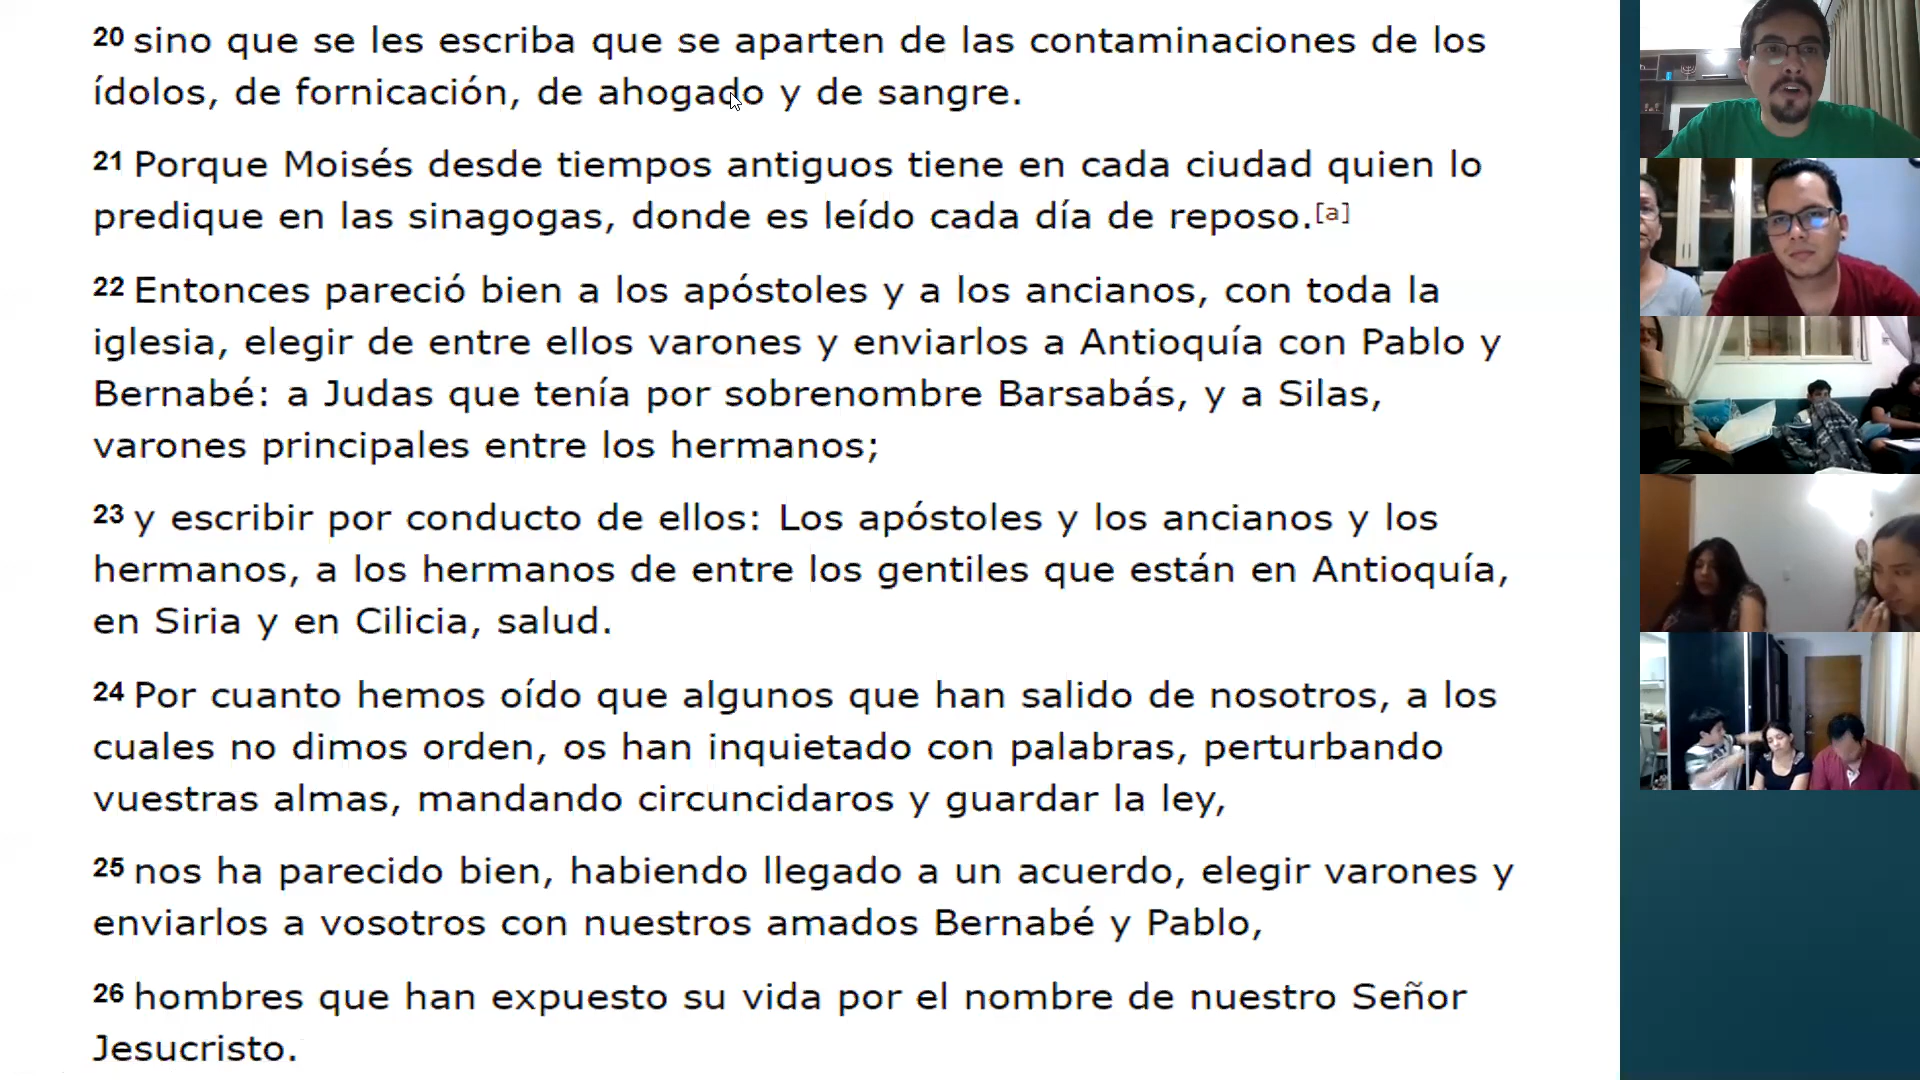 20 sino que se les escriba que se aparten de las contaminaciones de los
ídolos, de fornicación, de ahogado y de sangre.
21 Porque Moisés desde tiempos antiguos tiene en cada ciudad quien lo
predique en las sinagogas, donde es leído cada día de reposo.[a]
22 Entonces pareció bien a los apóstoles y a los ancianos, con toda la
iglesia, elegir de entre ellos varones y enviarlos a Antioquía con Pablo y
Bernabé: a Judas que tenía por sobrenombre Barsabás, y a Silas,
varones principales entre los hermanos;
23 y escribir por conducto de ellos: Los apóstoles y los ancianos y los
hermanos, a los hermanos de entre los gentiles que están en Antioquía,
en Siria y en Cilicia, salud.
24 Por cuanto hemos oído que algunos que han salido de nosotros, a los
cuales no dimos orden, os han inquietado con palabras, perturbando
vuestras almas, mandando circuncidaros y guardar la ley,
25 nos ha parecido bien, habiendo llegado a un acuerdo, elegir varones y
enviarlos a vosotros con nuestros amados Bernabé y Pablo,
26 hombres que han expuesto su vida por el nombre de nuestro Señor
Jesucristo.